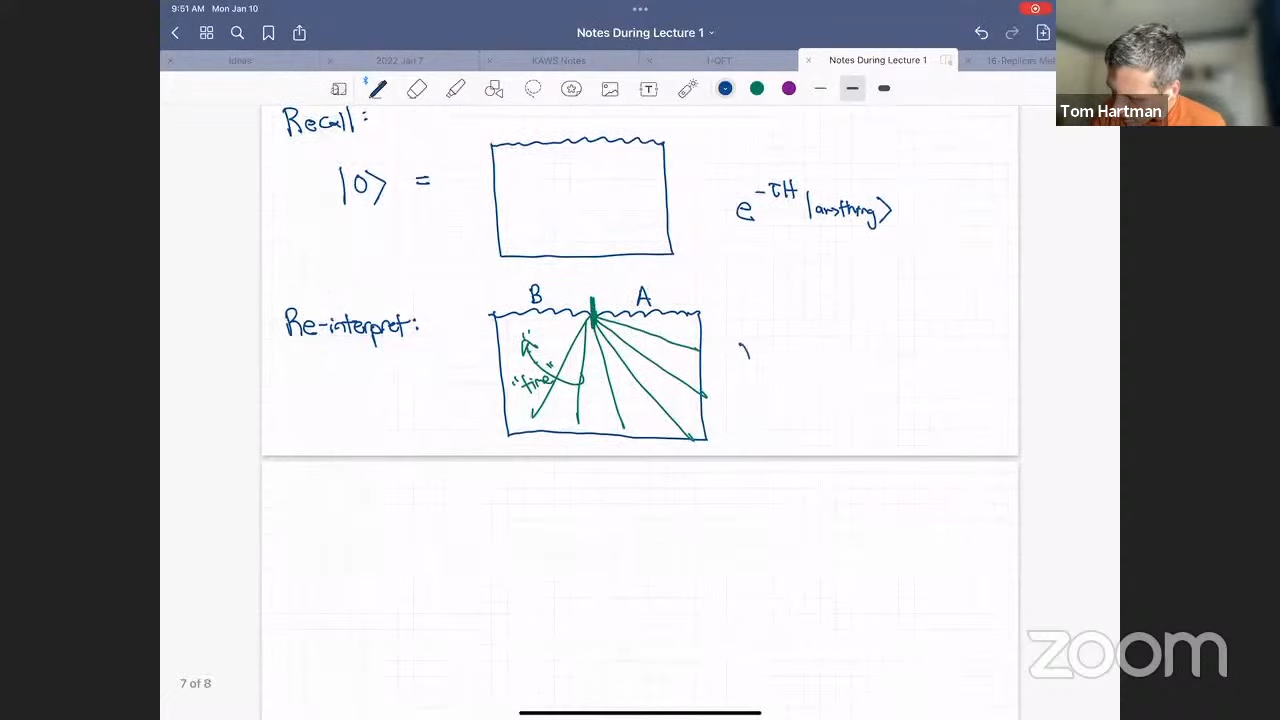 9:51 AM Mon Jan 10
Notes During Lecture 1
Ideas
2022 Jan 7
KAWS Notes
I-QFT
Notes During Lecture 1
Tom Hartman
Recall:
|0⟩ =
e^{-τH} |anything⟩
B A
Re-interpret:
"time"
7 of 8
zoom